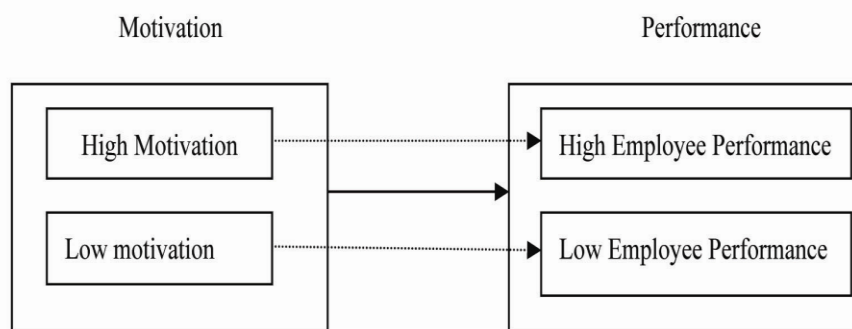 Motivation
Performance
High Motivation
High Employee Performance
Low motivation
Low Employee Performance